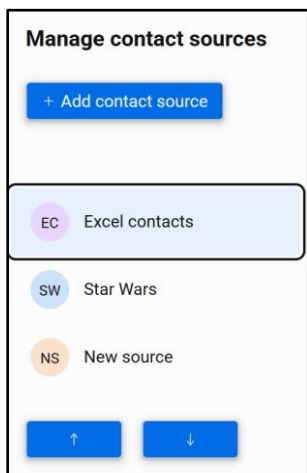 Manage contact sources
+ Add contact source
EC Excel contacts
SW Star Wars
NS New source
↑ ↓